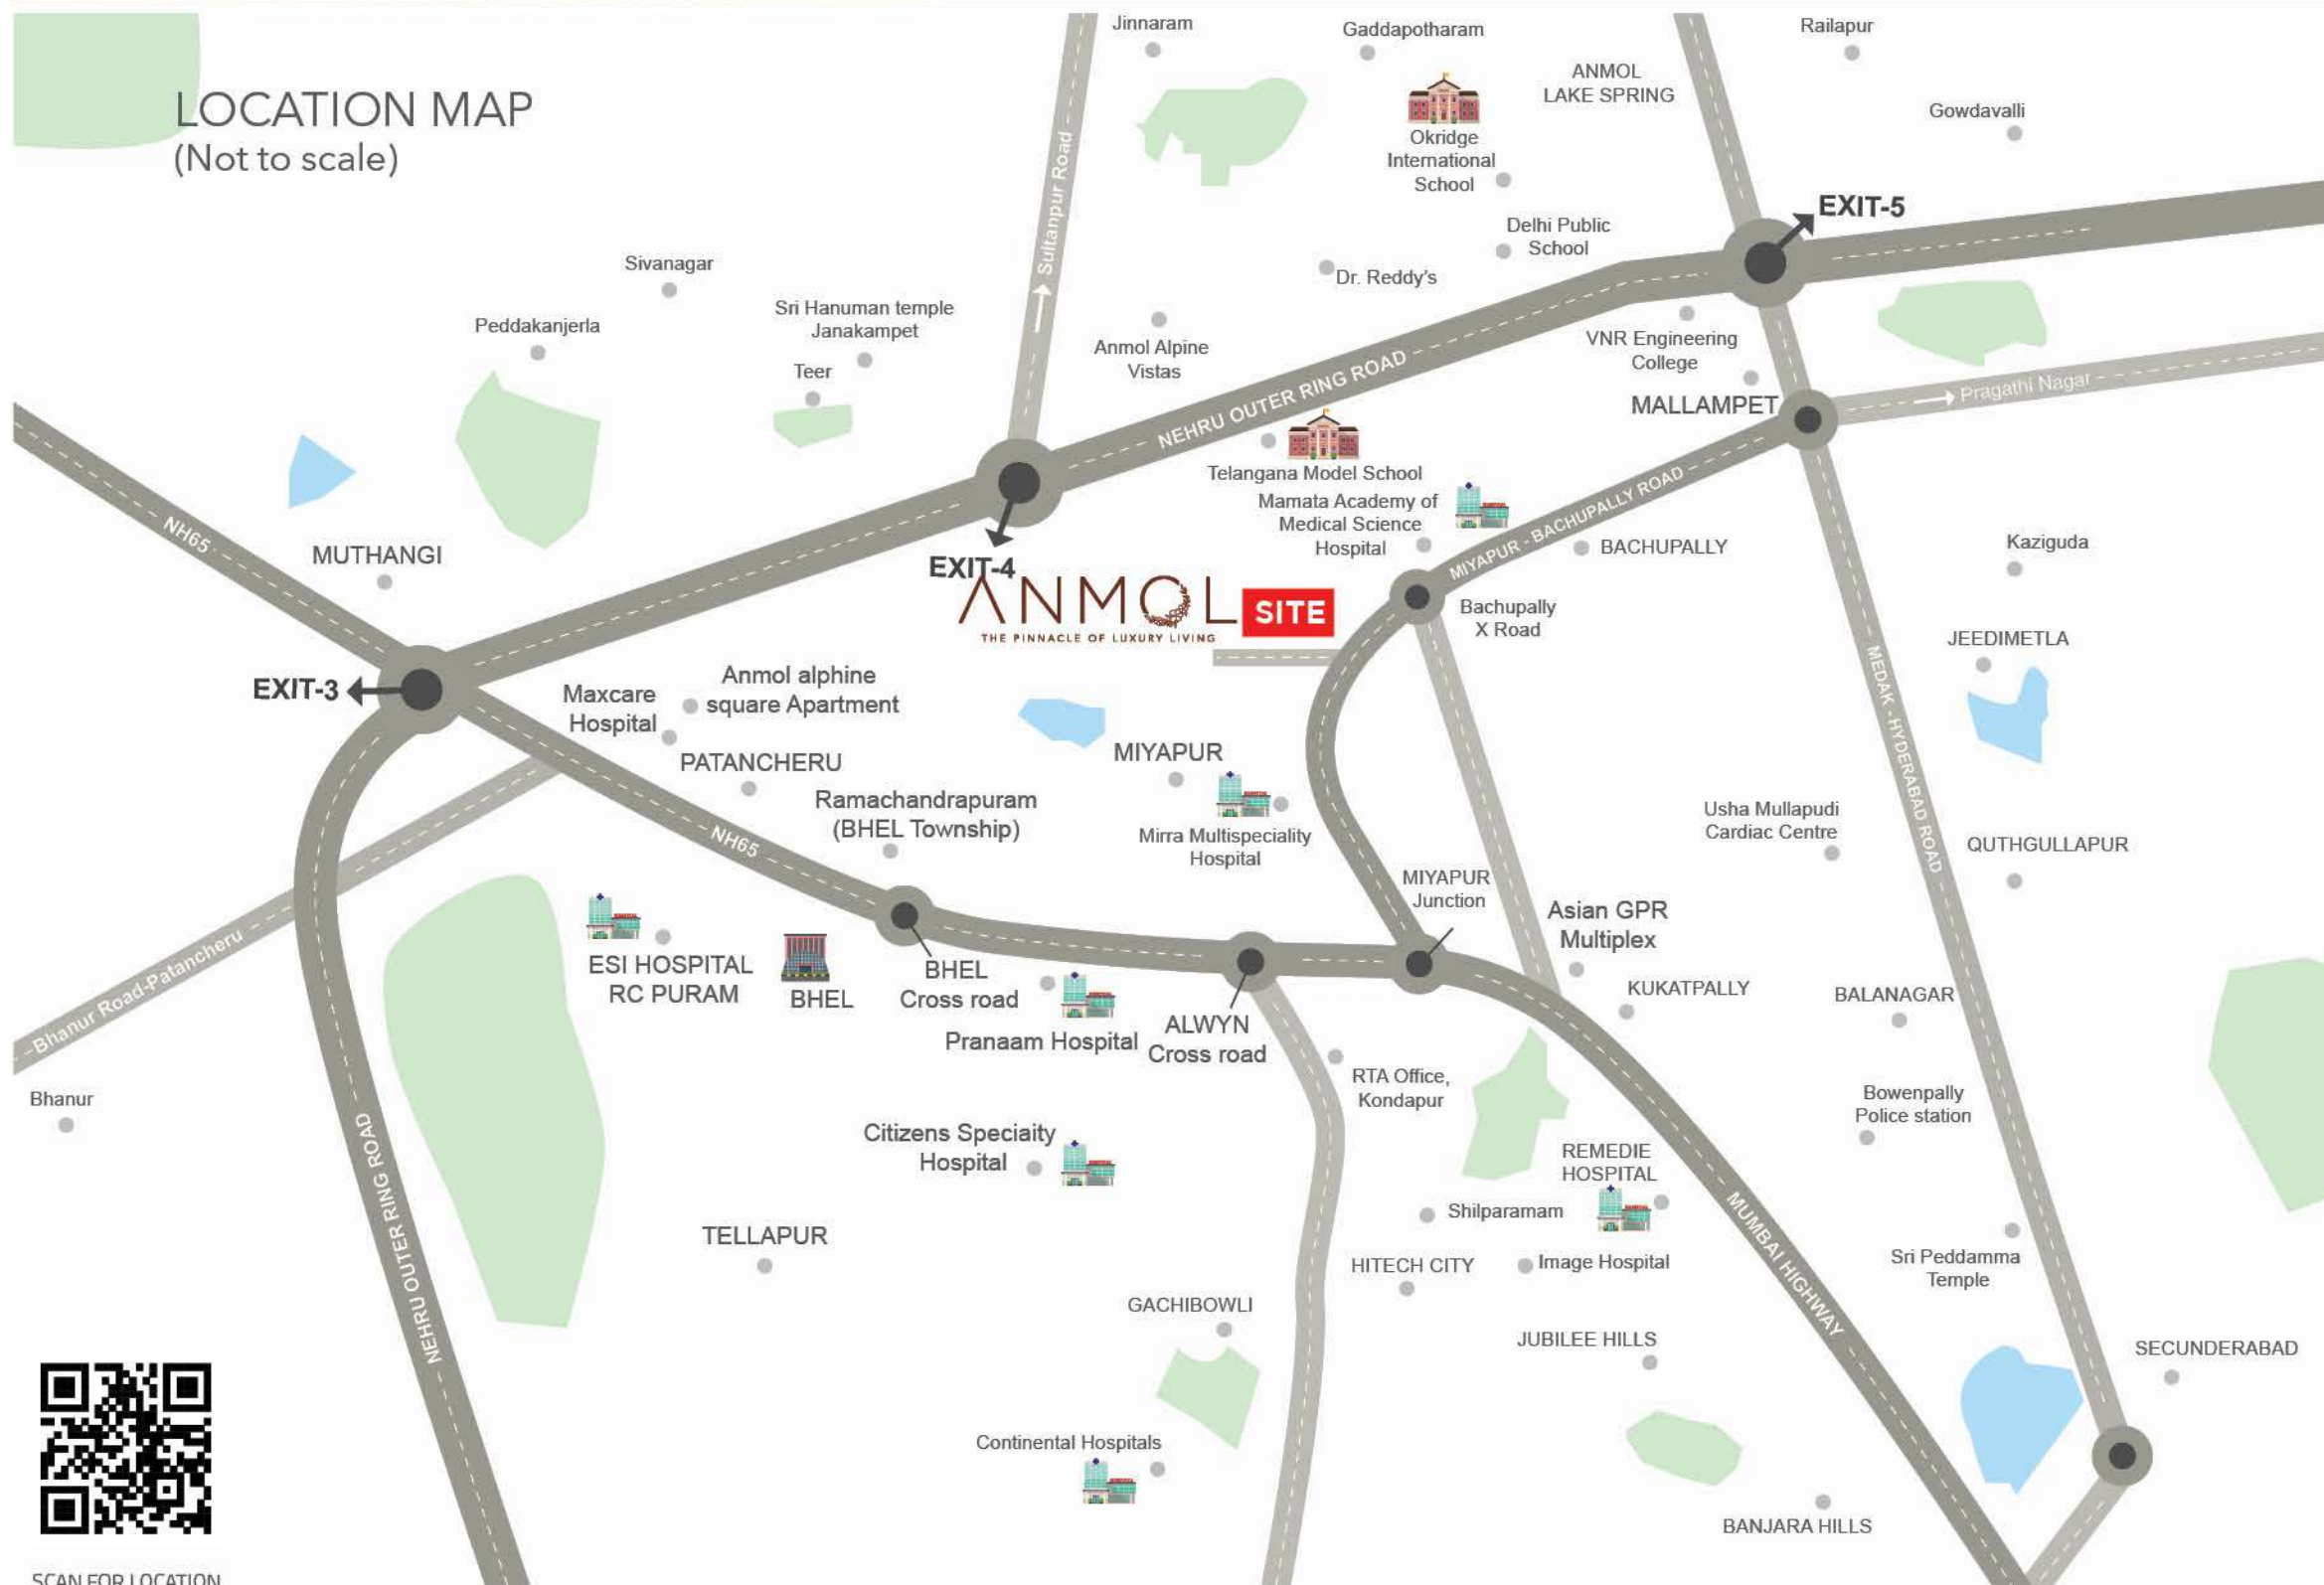 LOCATION MAP
(Not to scale)
Jinnaram
Gaddapotharam
Railapur
ANMOL
LAKE SPRING
Gowdavalli
Okridge
International
School
Sultanpur Road
EXIT-5
Delhi Public
School
Sivanagar
Dr. Reddy's
Sri Hanuman temple
Janakampet
Peddakanjerla
Anmol Alpine
Vistas
VNR Engineering
College
Teer
NEHRU OUTER RING ROAD
Pragathi Nagar
MALLAMPET
Telangana Model School
Mamata Academy of
Medical Science
Hospital
MIYAPUR - BACHUPALLY ROAD
NH65
MUTHANGI
BACHUPALLY
Kaziguda
EXIT-4
ANMOL
THE PINNACLE OF LUXURY LIVING
SITE
Bachupally
X Road
JEEDIMETLA
EXIT-3
Maxcare
Hospital
Anmol alphine
square Apartment
MEDAK - HYDERABAD ROAD
PATANCHERU
MIYAPUR
Ramachandrapuram
(BHEL Township)
NH65
Mirra Multispeciality
Hospital
Usha Mullapudi
Cardiac Centre
QUTHGULLAPUR
MIYAPUR
Junction
Asian GPR
Multiplex
ESI HOSPITAL
RC PURAM
BHEL
BHEL
Cross road
Pranaam Hospital
ALWYN
Cross road
KUKATPALLY
BALANAGAR
Bhanur Road-Patancheru
Bhanur
RTA Office,
Kondapur
Bowenpally
Police station
Citizens Speciaity
Hospital
REMEDIE
HOSPITAL
NEHRU OUTER RING ROAD
Shilparamam
MUMBAI HIGHWAY
TELLAPUR
HITECH CITY
Image Hospital
Sri Peddamma
Temple
GACHIBOWLI
JUBILEE HILLS
SECUNDERABAD
Continental Hospitals
BANJARA HILLS
SCAN FOR LOCATION